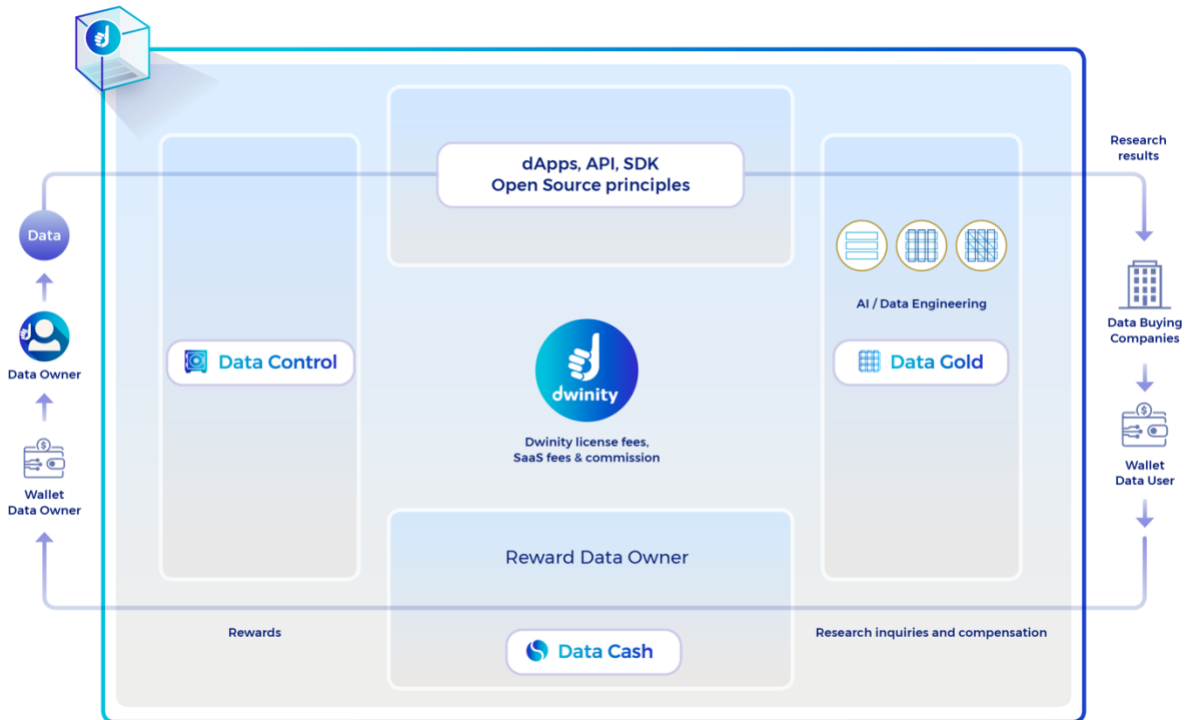 dApps, API, SDK
Open Source principles
Research
results
Data
AI / Data Engineering
Data Buying
Companies
Data Owner
Data Control
dwinity
Data Gold
Dwinity license fees,
SaaS fees & commission
Wallet
Data Owner
Wallet
Data User
Reward Data Owner
Rewards
Research inquiries and compensation
Data Cash